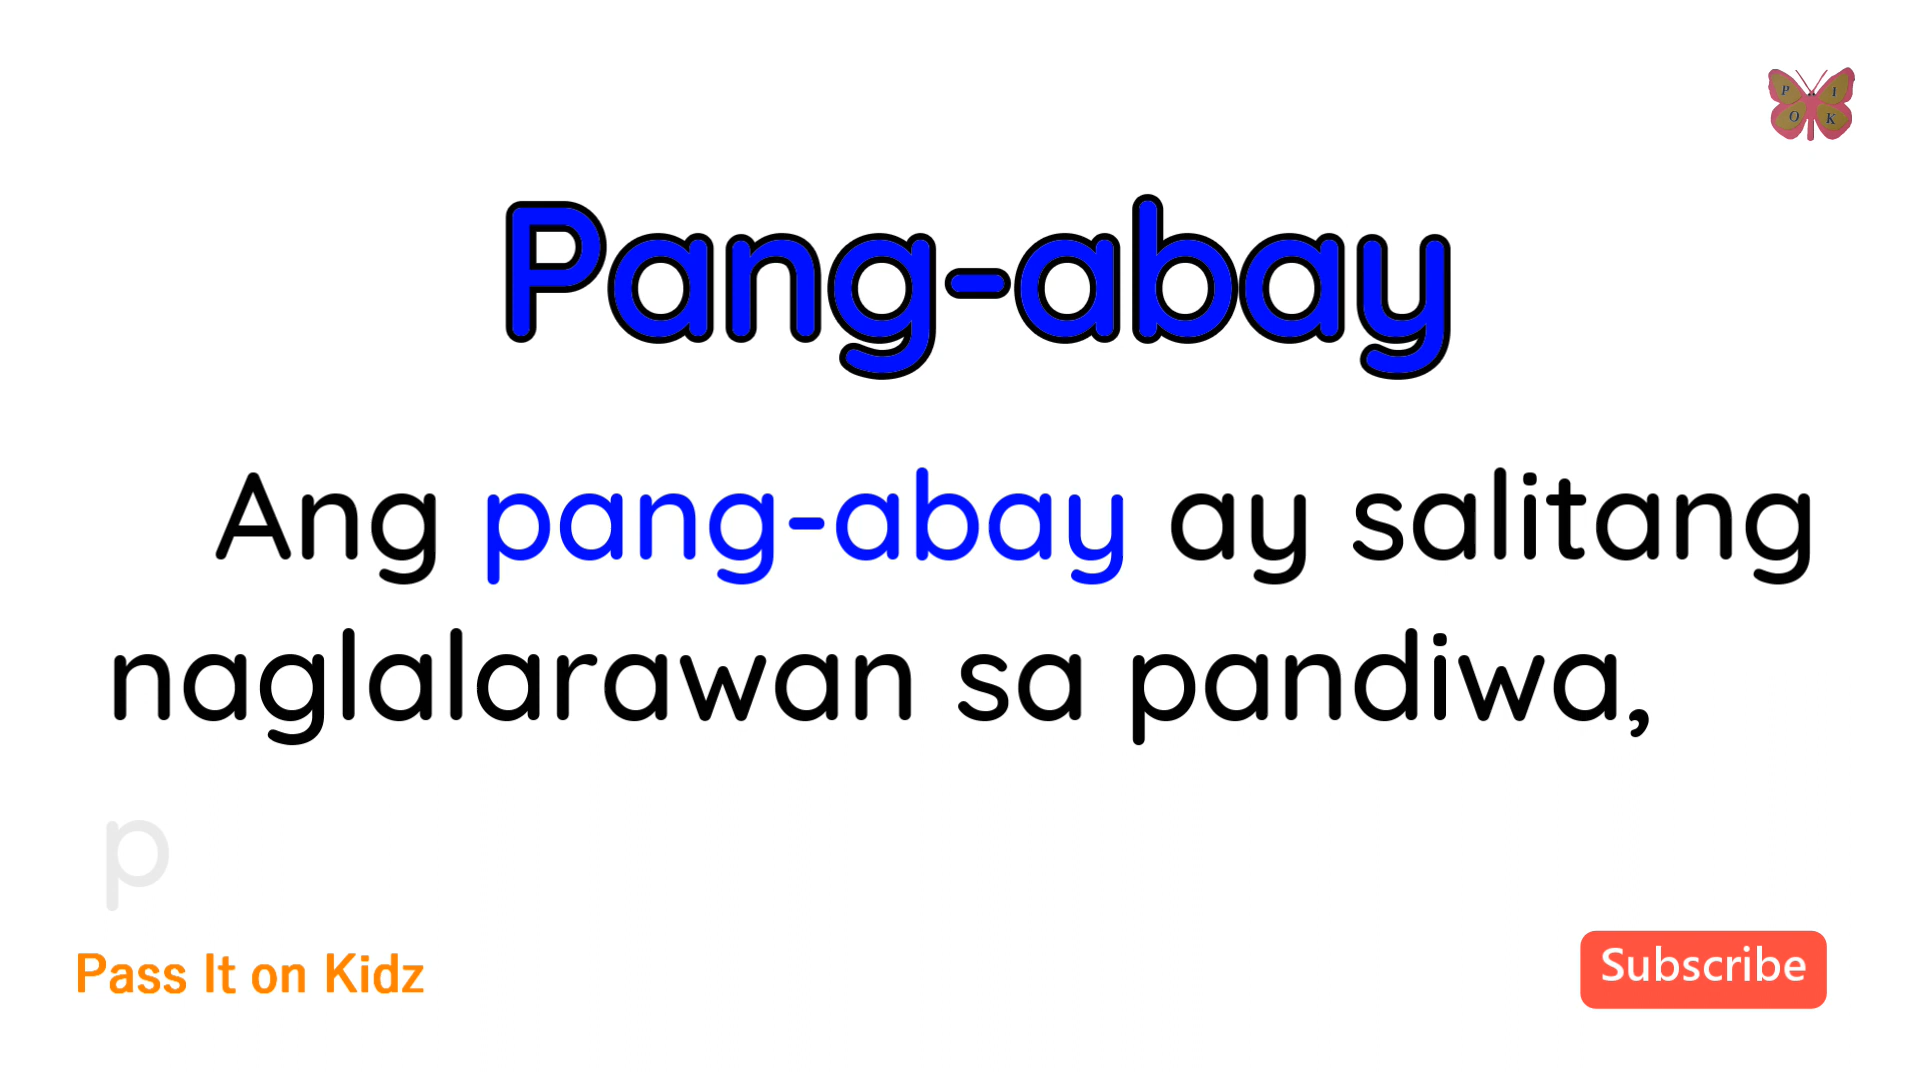 P I
O K
Pang-abay
Ang pang-abay ay salitang
naglalarawan sa pandiwa,
p
Pass It on Kidz
Subscribe